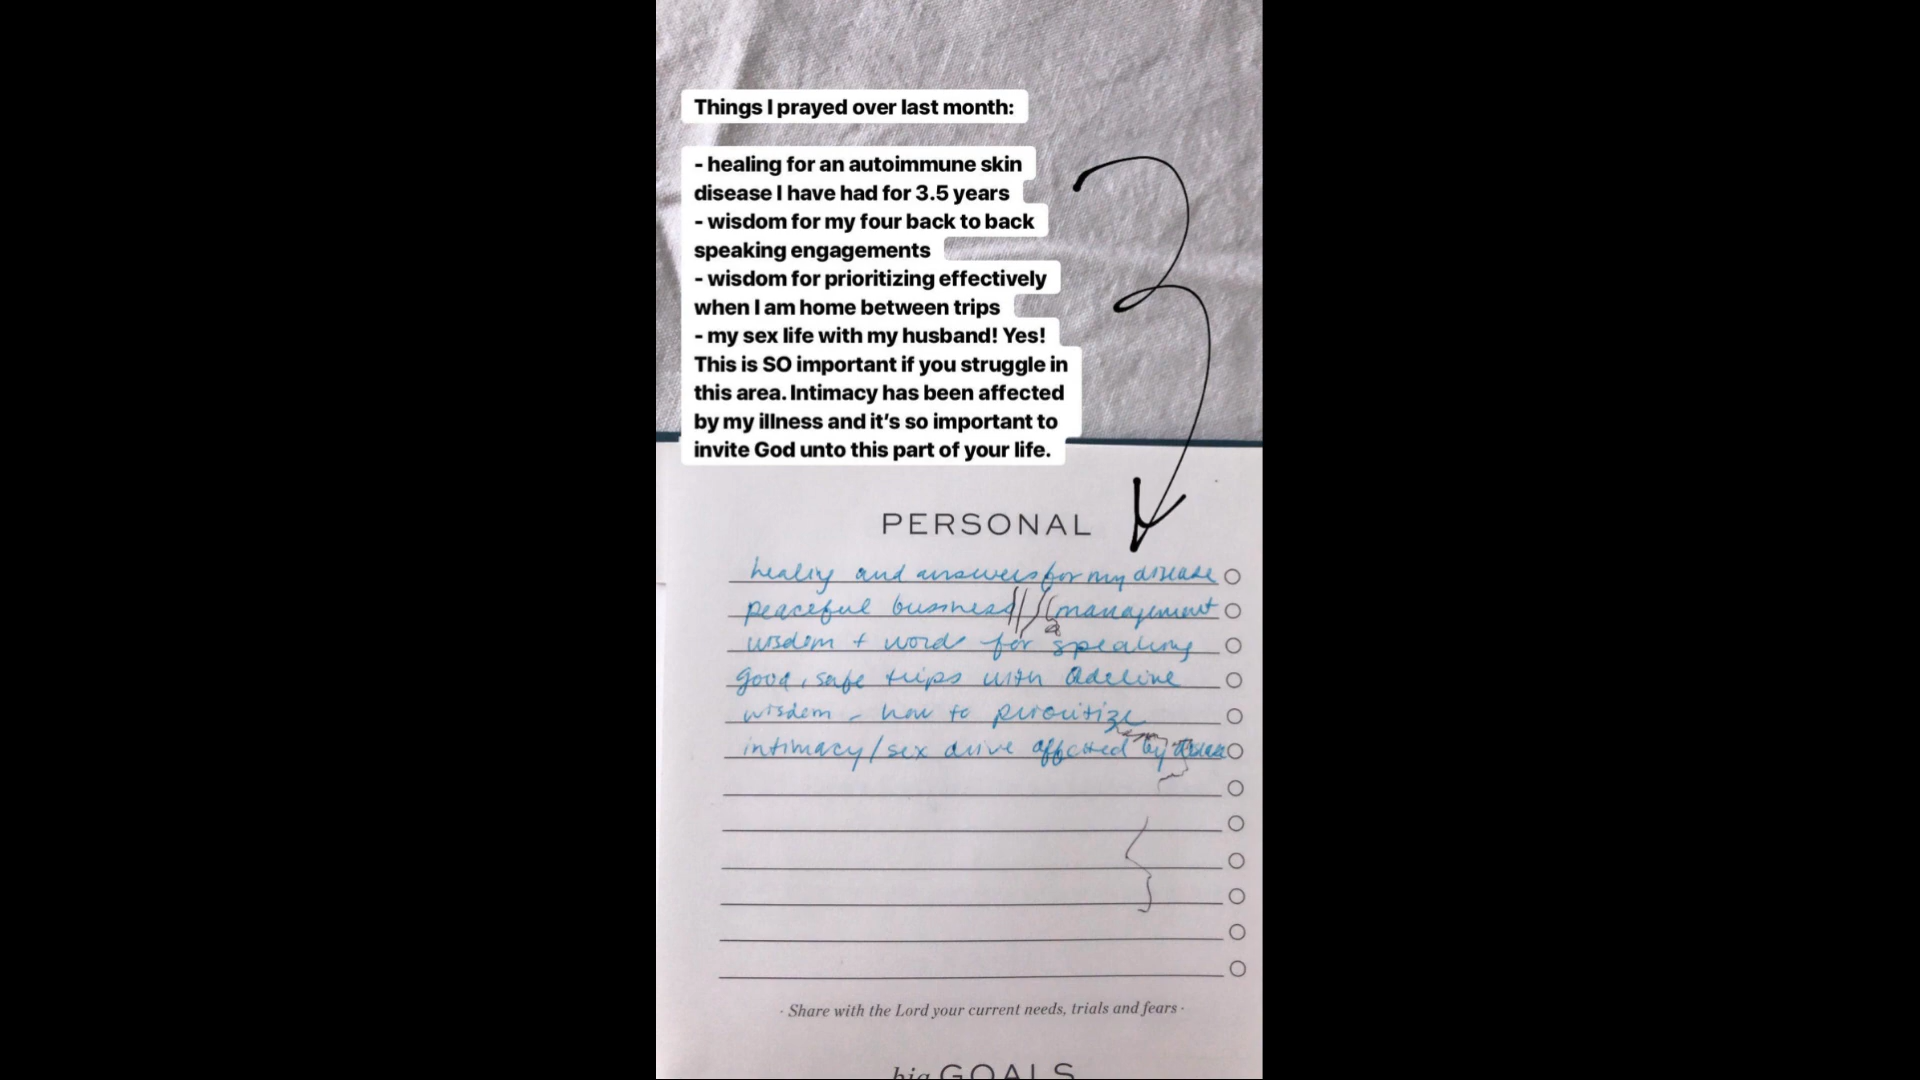 Things I prayed over last month:
- healing for an autoimmune skin
disease I have had for 3.5 years
- wisdom for my four back to back
speaking engagements
- wisdom for prioritizing effectively
when I am home between trips
- my sex life with my husband! Yes!
This is SO important if you struggle in
this area. Intimacy has been affected
by my illness and it’s so important to
invite God unto this part of your life.
PERSONAL
healing and answers for my disease
peaceful business management
wisdom + words for speaking
good, safe trips with Adeline
wisdom - how to prioritize
intimacy/sex drive affected by disease
· Share with the Lord your current needs, trials and fears ·
big GOALS